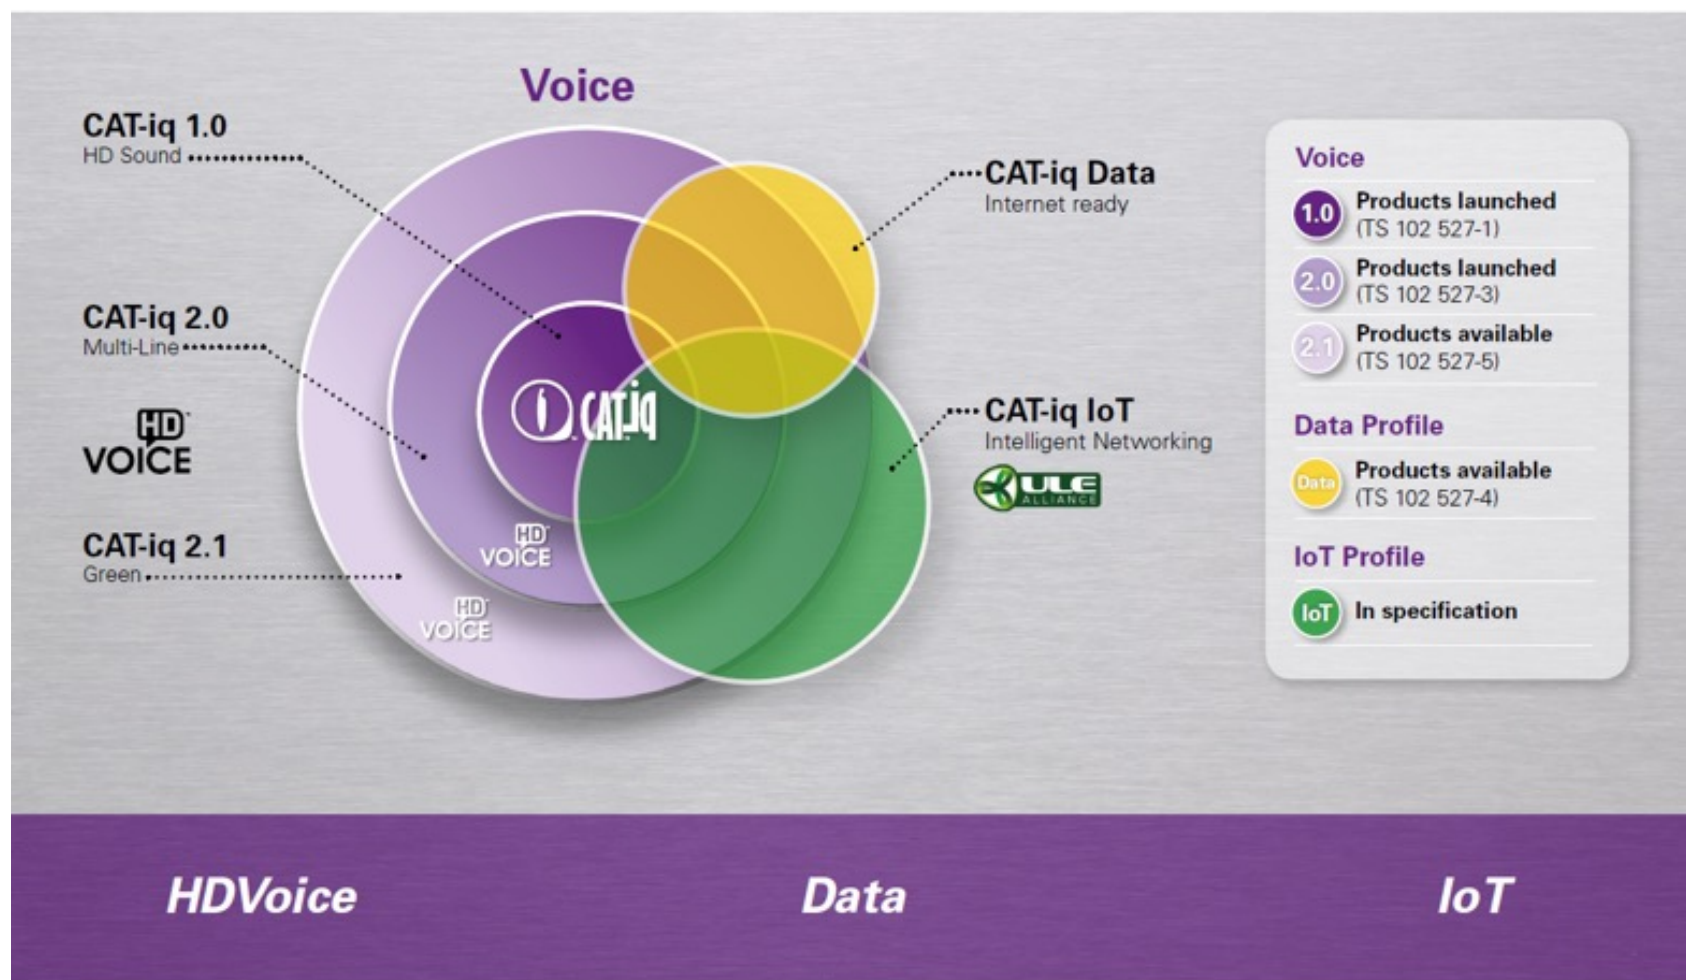 Voice
CAT-iq 1.0
HD Sound
CAT-iq 2.0
Multi-Line
HD
VOICE
CAT-iq 2.1
Green
CAT-iq
HD
VOICE
HD
VOICE
CAT-iq Data
Internet ready
CAT-iq IoT
Intelligent Networking
ULE
ALLIANCE
Voice
1.0 Products launched
(TS 102 527-1)
2.0 Products launched
(TS 102 527-3)
2.1 Products available
(TS 102 527-5)
Data Profile
Data Products available
(TS 102 527-4)
IoT Profile
IoT In specification
HDVoice Data IoT